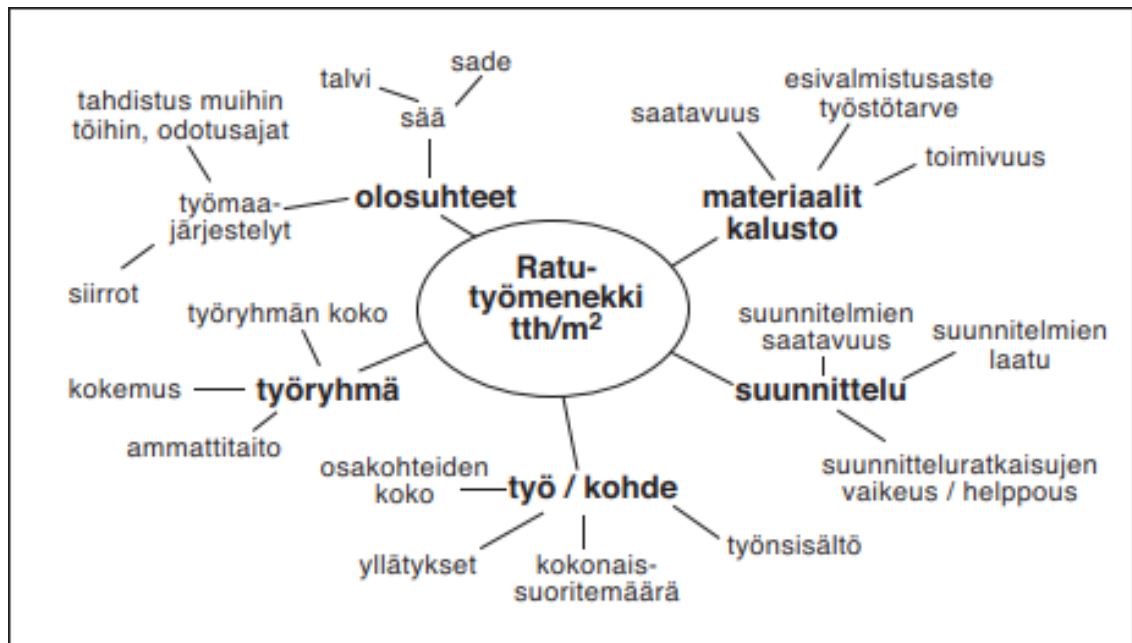 sade
talvi
sää
tahdistus muihin
töihin, odotusajat
olosuhteet
työmaa-
järjestelyt
siirrot
esivalmistusaste
työstötarve
saatavuus
toimivuus
materiaalit
kalusto
Ratu-
työmenekki
tth/m²
työryhmän koko
kokemus
työryhmä
ammattitaito
suunnitelmien
saatavuus
suunnitelmien
laatu
suunnittelu
suunnitteluratkaisujen
vaikeus / helppous
osakohteiden
koko
työ / kohde
yllätykset
kokonais-
suoritemäärä
työnsisältö